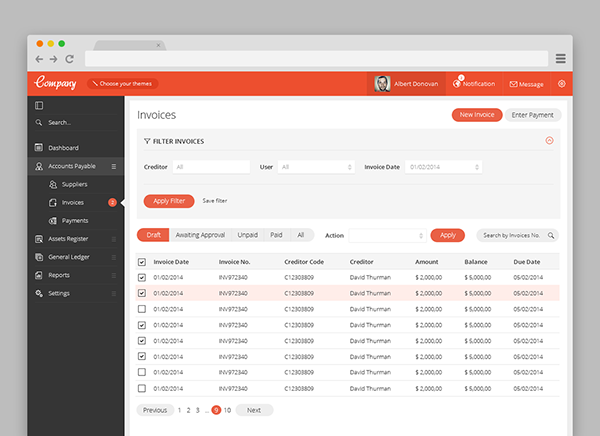 Company
Choose your themes
Albert Donovan
Notification
Message
Search...
Dashboard
Accounts Payable
Suppliers
Invoices 2
Payments
Assets Register
General Ledger
Reports
Settings
Invoices
New Invoice
Enter Payment
FILTER INVOICES
Creditor All User All Invoice Date 01/02/2014
Apply Filter Save filter
Draft Awaiting Approval Unpaid Paid All Action Apply Search by Invoices No.
Invoice Date Invoice No. Creditor Code Creditor Amount Balance Due Date
01/02/2014 INV972340 C12303809 David Thurman $ 2,000,00 $ 5,000,00 05/02/2014
01/02/2014 INV972340 C12303809 David Thurman $ 2,000,00 $ 5,000,00 05/02/2014
01/02/2014 INV972340 C12303809 David Thurman $ 2,000,00 $ 5,000,00 05/02/2014
01/02/2014 INV972340 C12303809 David Thurman $ 2,000,00 $ 5,000,00 05/02/2014
01/02/2014 INV972340 C12303809 David Thurman $ 2,000,00 $ 5,000,00 05/02/2014
01/02/2014 INV972340 C12303809 David Thurman $ 2,000,00 $ 5,000,00 05/02/2014
01/02/2014 INV972340 C12303809 David Thurman $ 2,000,00 $ 5,000,00 05/02/2014
01/02/2014 INV972340 C12303809 David Thurman $ 2,000,00 $ 5,000,00 05/02/2014
Previous 1 2 3 ... 9 10 Next